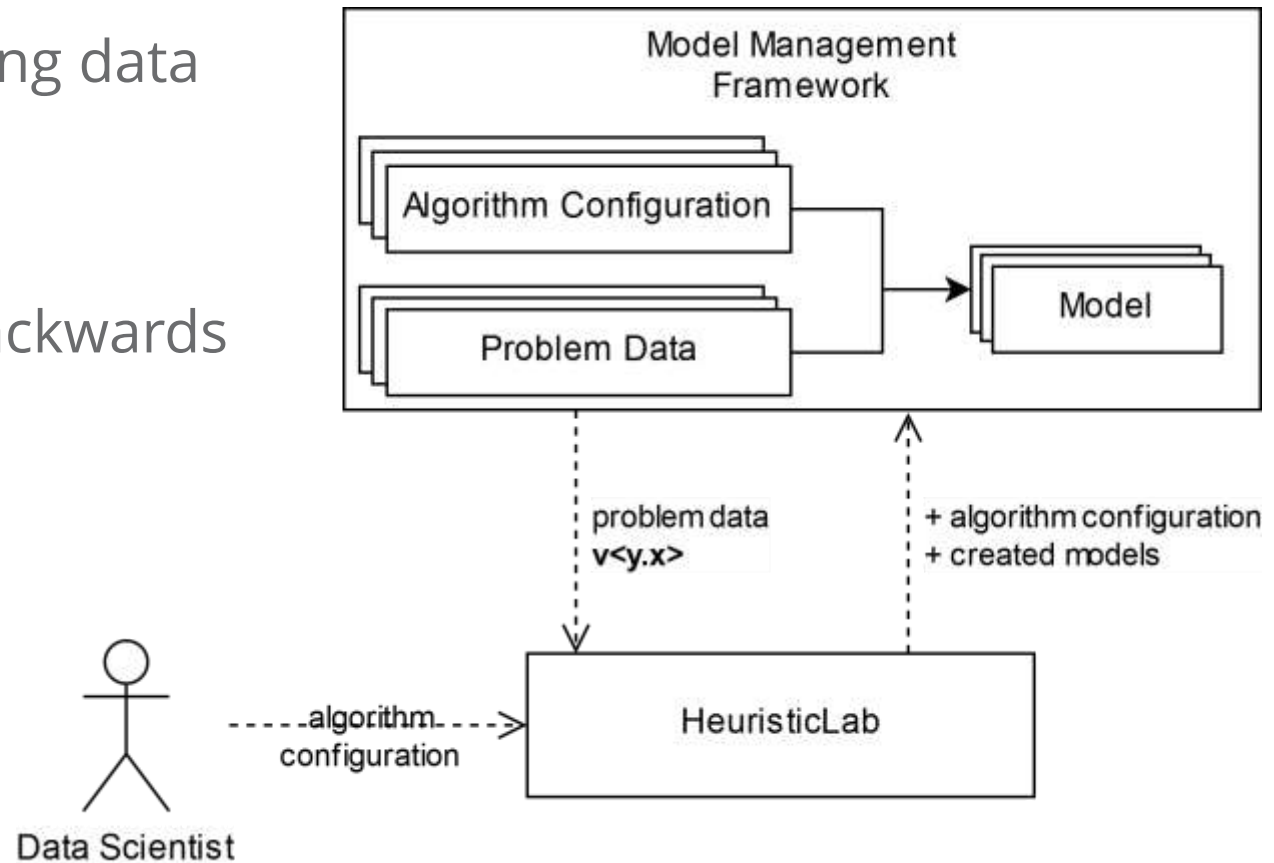 ng data
ckwards
Model Management
Framework
Algorithm Configuration
Problem Data
Model
problem data
v<y.x>
+ algorithm configuration
+ created models
algorithm
configuration
HeuristicLab
Data Scientist